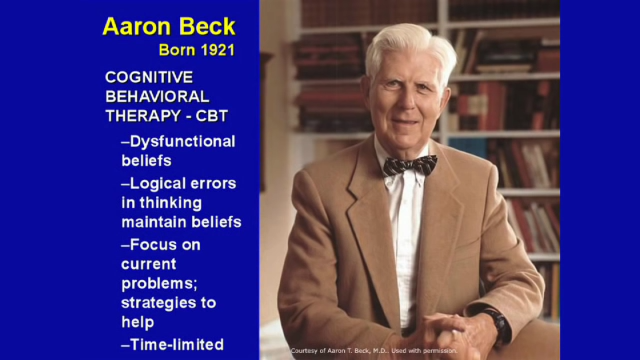 Aaron Beck
Born 1921
COGNITIVE
BEHAVIORAL
THERAPY - CBT
–Dysfunctional
beliefs
–Logical errors
in thinking
maintain beliefs
–Focus on
current
problems;
strategies to
help
–Time-limited
Courtesy of Aaron T. Beck, M.D.. Used with permission.